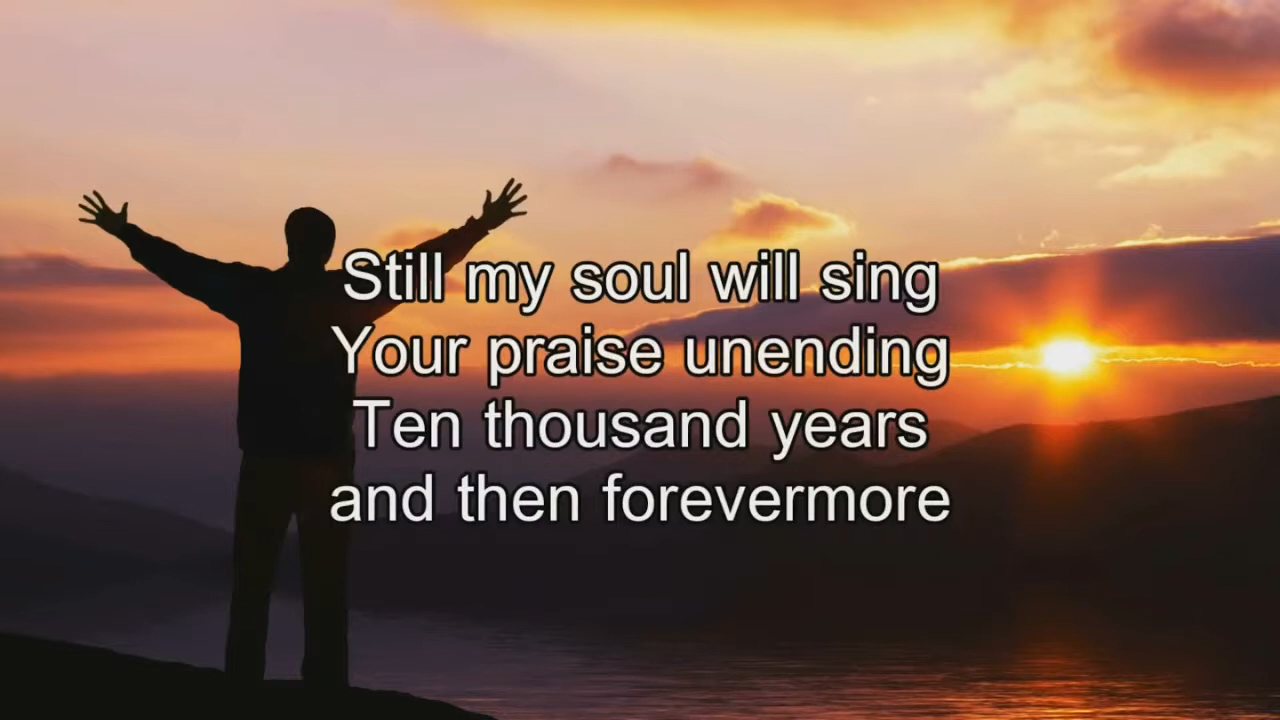 Still my soul will sing
Your praise unending
Ten thousand years
and then forevermore